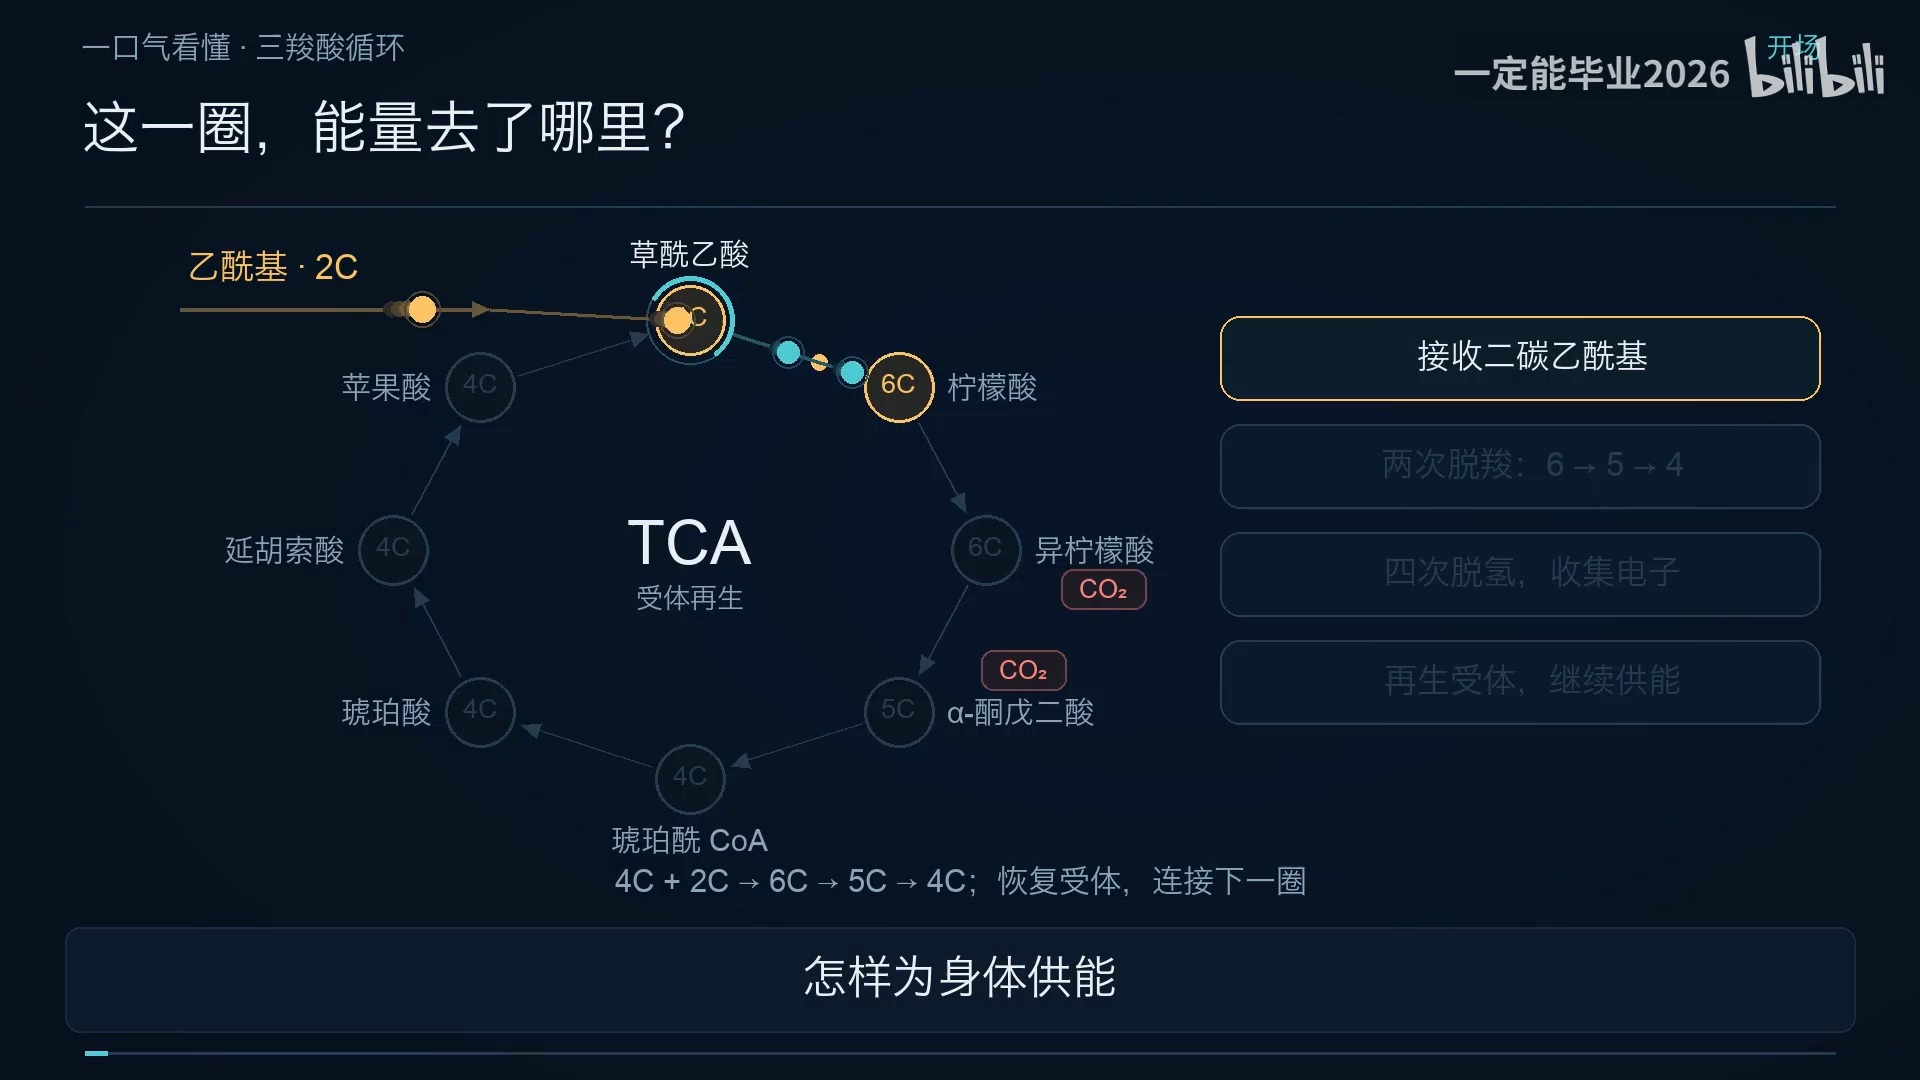 一口气看懂 · 三羧酸循环
开场
一定能毕业2026 bilibili
这一圈，能量去了哪里？
乙酰基 · 2C
草酰乙酸
C
苹果酸
4C
6C
柠檬酸
接收二碳乙酰基
两次脱羧：6→5→4
延胡索酸
4C
TCA
受体再生
6C
异柠檬酸
CO₂
四次脱氢，收集电子
CO₂
琥珀酸
4C
5C
α-酮戊二酸
再生受体，继续供能
4C
琥珀酰 CoA
4C + 2C → 6C → 5C → 4C；恢复受体，连接下一圈
怎样为身体供能